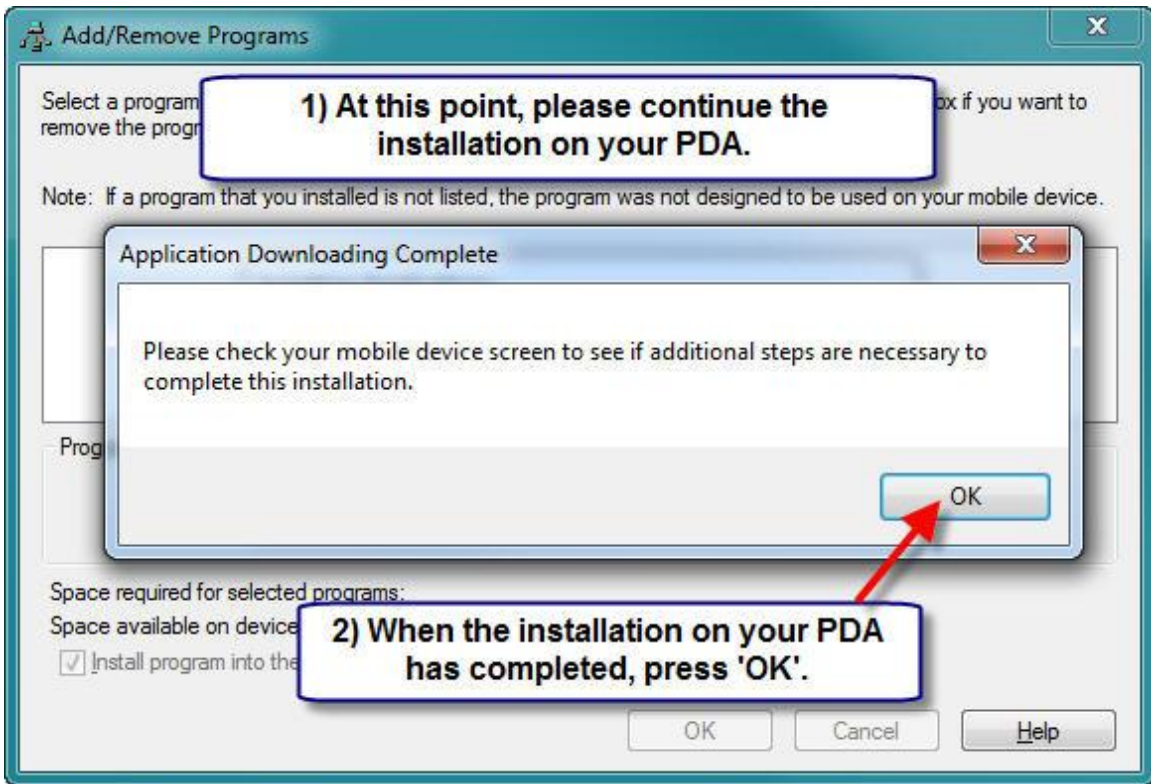 Add/Remove Programs
Select a program
1) At this point, please continue the
installation on your PDA.
if you want to
remove the
Note: If a program that you installed is not listed, the program was not designed to be used on your mobile device.
Application Downloading Complete
Please check your mobile device screen to see if additional steps are necessary to
complete this installation.
OK
Space required for selected programs:
Space available on device
2) When the installation on your PDA
has completed, press 'OK'.
Install program into the
OK Cancel Help